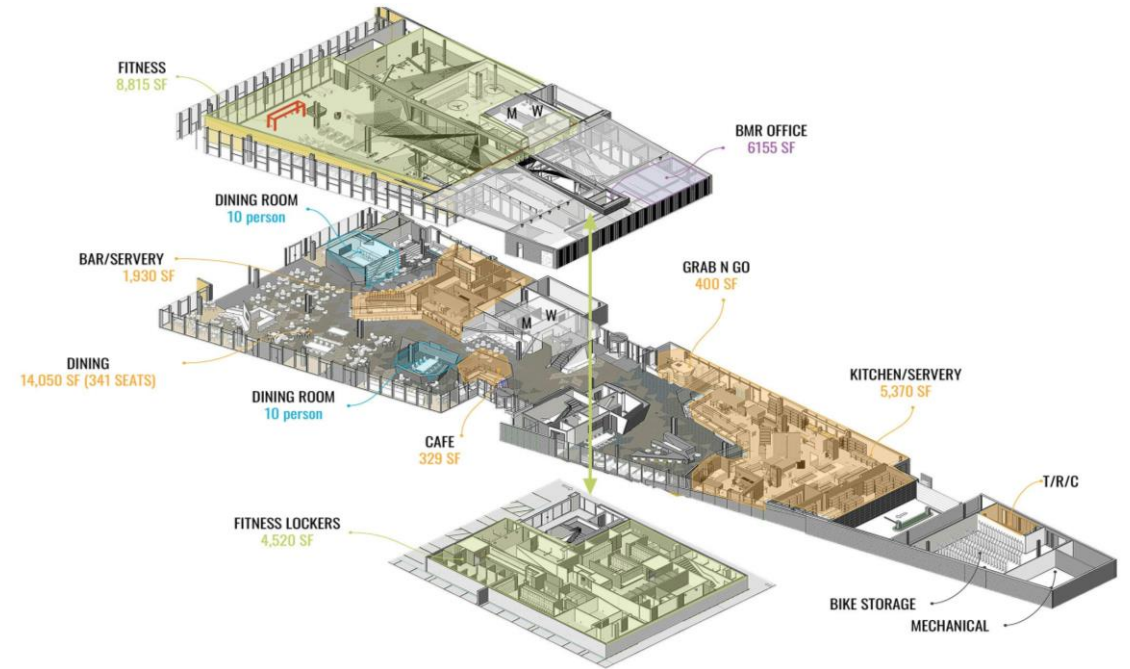 FITNESS
8,815 SF
M W
BMR OFFICE
6155 SF
DINING ROOM
10 person
BAR/SERVERY
1,930 SF
GRAB N GO
400 SF
M W
DINING
14,050 SF (341 SEATS)
KITCHEN/SERVERY
5,370 SF
DINING ROOM
10 person
CAFE
329 SF
T/R/C
FITNESS LOCKERS
4,520 SF
BIKE STORAGE
MECHANICAL